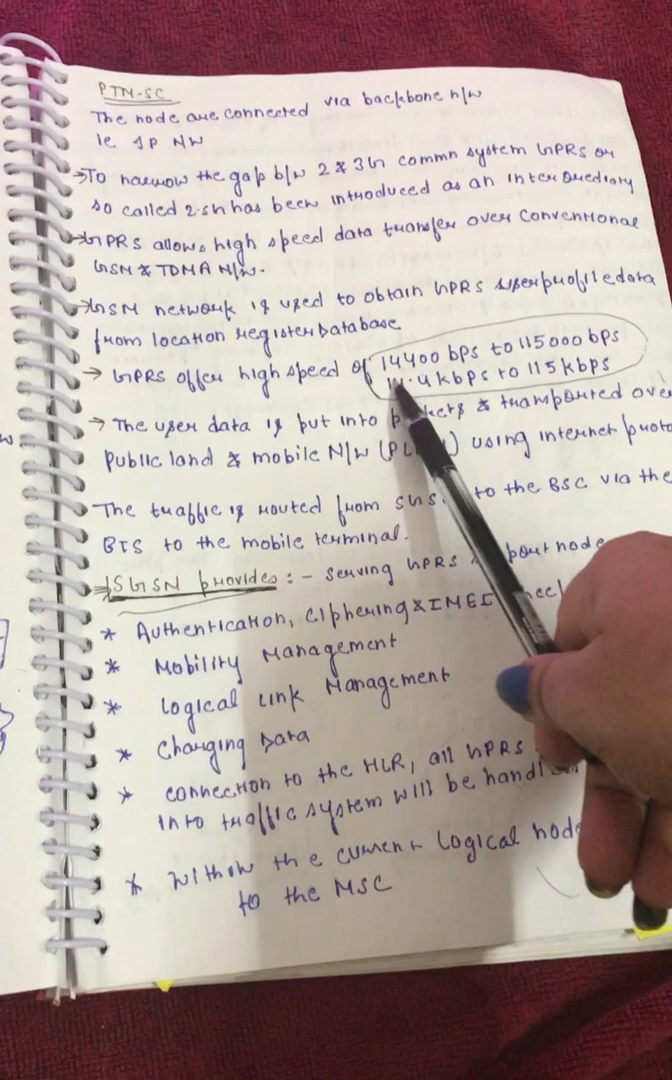 PTN-SC
The node are connected via backbone n/w
ie IP NW
→ To narrow the gap b/w 2 & 3G commn system GPRS or
so called 2.5G has been introduced as an intermediary
→ GPRS allows high speed data transfer over conventional
GSM & TDMA N/W.
→ GSM network is used to obtain GPRS user profile data
from location register Database
→ GPRS offer high speed of 14400 bps to 115000 bps
14.4 kbps to 115 kbps
→ The user data is put into packets & transported over
public land & mobile N/W (PL ) using internet
The traffic is routed from to the BSC via the
BTS to the mobile terminal.
⇒ SGSN provides :- serving GPRS node
* Authentication, ciphering & IMEI
* Mobility Management
* Logical Link Management
* Charging Data
* connection to the HLR, all GPRS
into traffic system will be
* Within the current Logical node
to the MSC